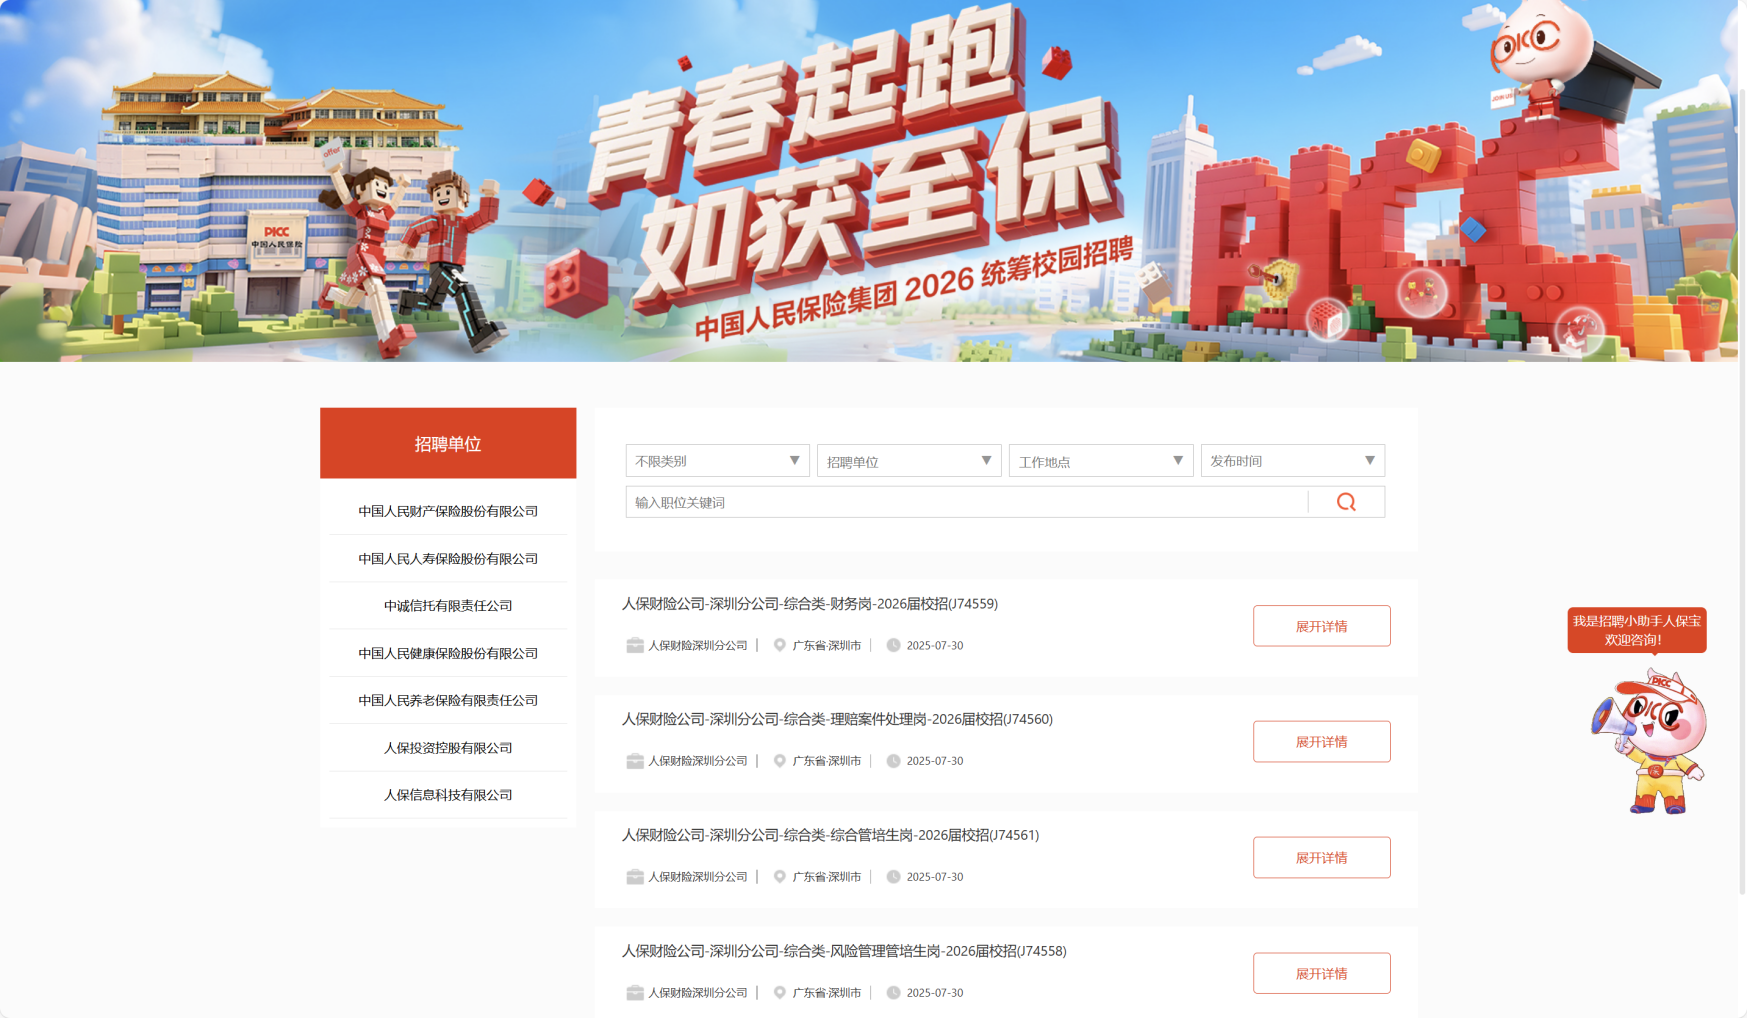 青春起跑
如获至保
中国人民保险集团 2026 统筹校园招聘
offer
PICC
中国人民保险
JOIN US
PICC
招聘单位
中国人民财产保险股份有限公司
中国人民人寿保险股份有限公司
中诚信托有限责任公司
中国人民健康保险股份有限公司
中国人民养老保险有限责任公司
人保投资控股有限公司
人保信息科技有限公司
不限类别 ▼ 招聘单位 ▼ 工作地点 ▼ 发布时间 ▼
输入职位关键词
人保财险公司-深圳分公司-综合类-财务岗-2026届校招(J74559)
人保财险深圳分公司 | 广东省·深圳市 | 2025-07-30
展开详情
人保财险公司-深圳分公司-综合类-理赔案件处理岗-2026届校招(J74560)
人保财险深圳分公司 | 广东省·深圳市 | 2025-07-30
展开详情
人保财险公司-深圳分公司-综合类-综合管培生岗-2026届校招(J74561)
人保财险深圳分公司 | 广东省·深圳市 | 2025-07-30
展开详情
人保财险公司-深圳分公司-综合类-风险管理管培生岗-2026届校招(J74558)
人保财险深圳分公司 | 广东省·深圳市 | 2025-07-30
展开详情
我是招聘小助手人保宝
欢迎咨询！
PICC